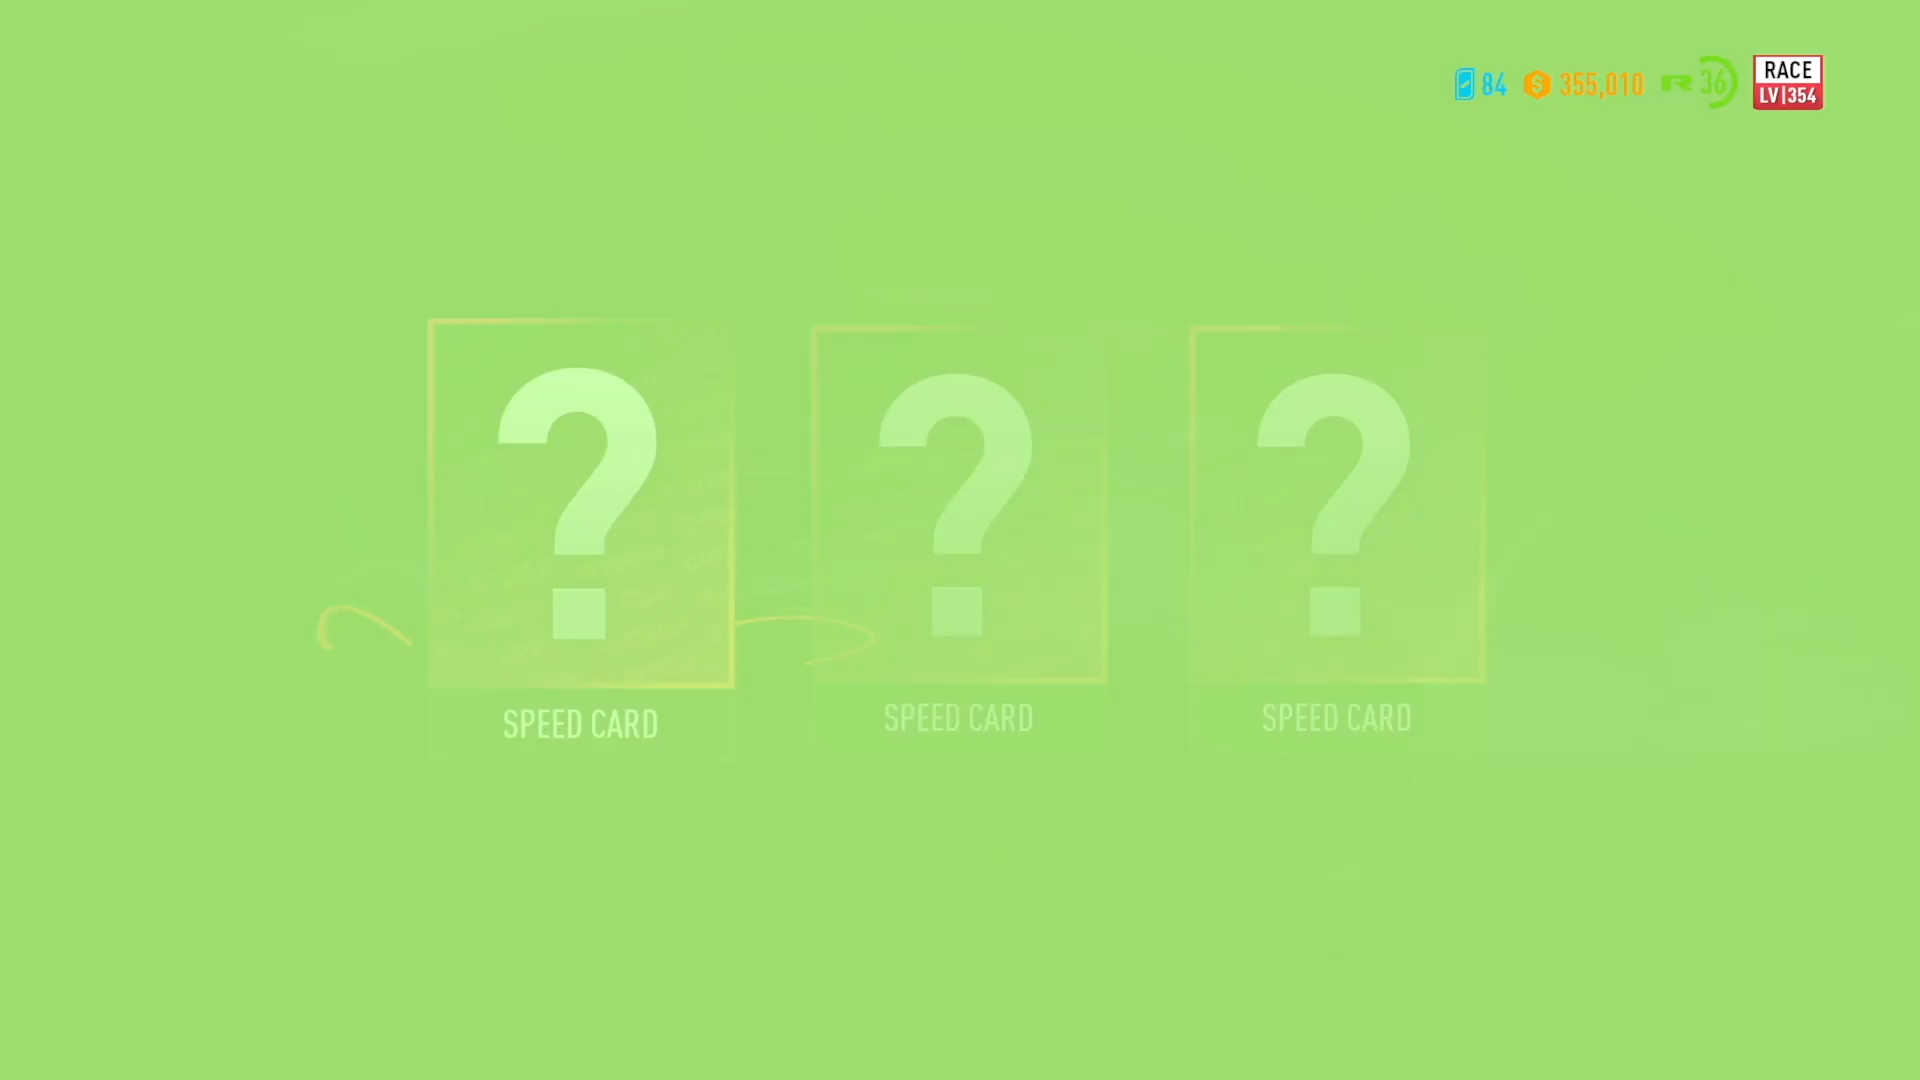 84 355,010 R 36 RACE
LV|354
? ? ?
SPEED CARD SPEED CARD SPEED CARD